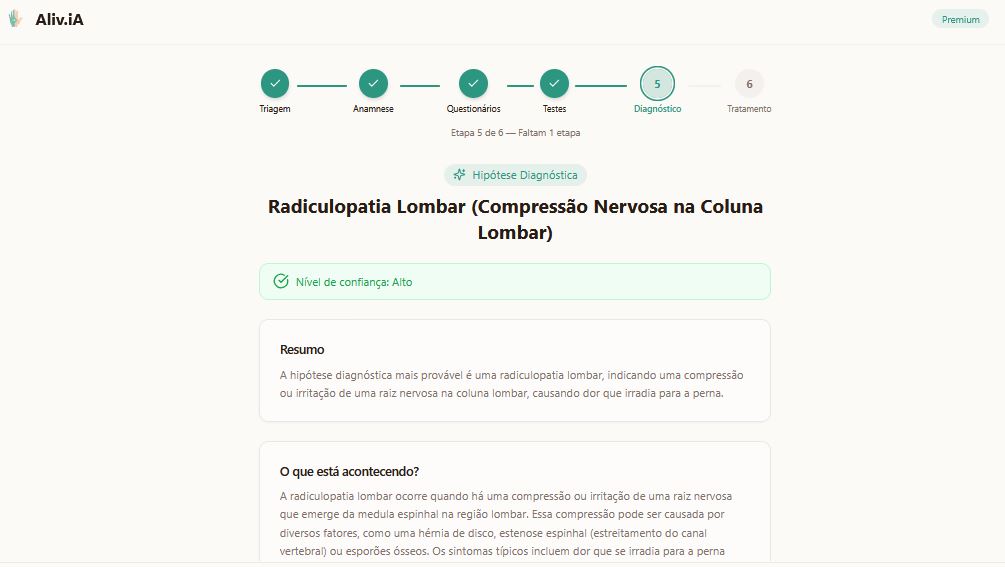 Aliv.iA
Premium
Triagem
Anamnese
Questionários
Testes
5
Diagnóstico
6
Tratamento
Etapa 5 de 6 — Faltam 1 etapa
Hipótese Diagnóstica
Radiculopatia Lombar (Compressão Nervosa na Coluna
Lombar)
Nível de confiança: Alto
Resumo
A hipótese diagnóstica mais provável é uma radiculopatia lombar, indicando uma compressão
ou irritação de uma raiz nervosa na coluna lombar, causando dor que irradia para a perna.
O que está acontecendo?
A radiculopatia lombar ocorre quando há uma compressão ou irritação de uma raiz nervosa
que emerge da medula espinhal na região lombar. Essa compressão pode ser causada por
diversos fatores, como uma hérnia de disco, estenose espinhal (estreitamento do canal
vertebral) ou esporões ósseos. Os sintomas típicos incluem dor que se irradia para a perna